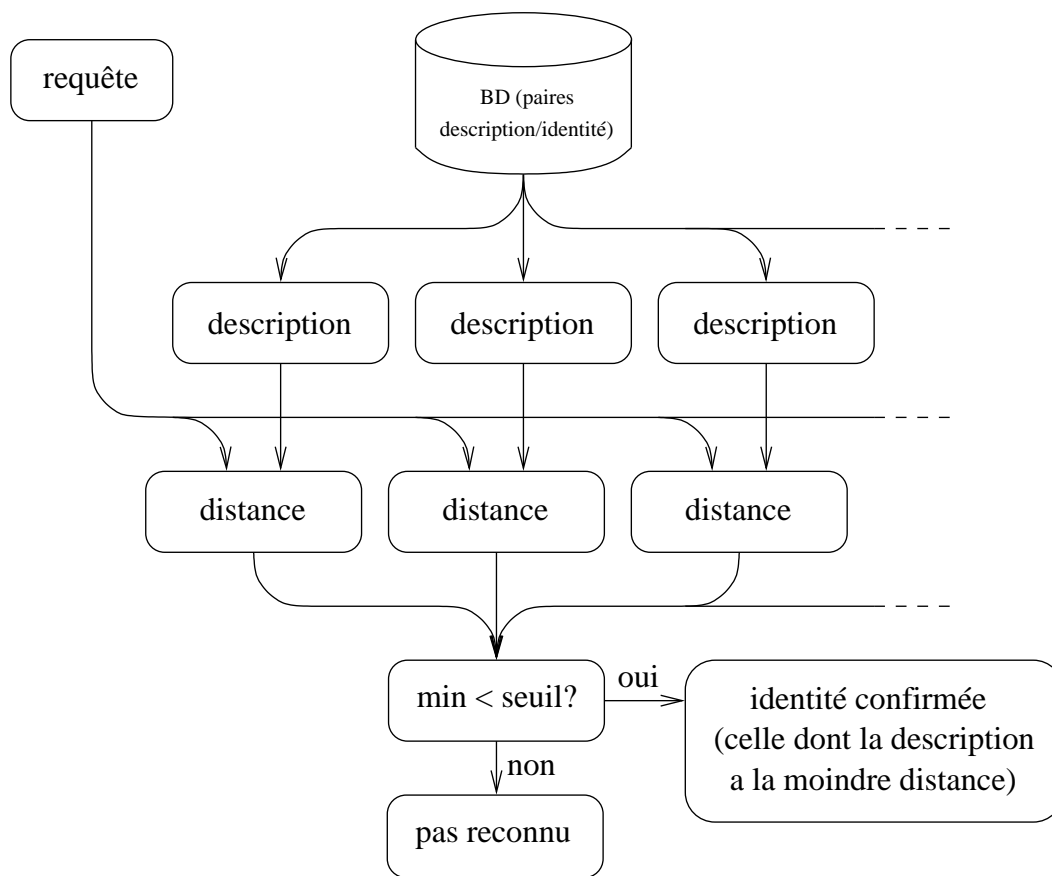 requête
BD (paires
description/identité)
description
description
description
distance
distance
distance
min < seuil?
oui
identité confirmée
(celle dont la description
a la moindre distance)
non
pas reconnu